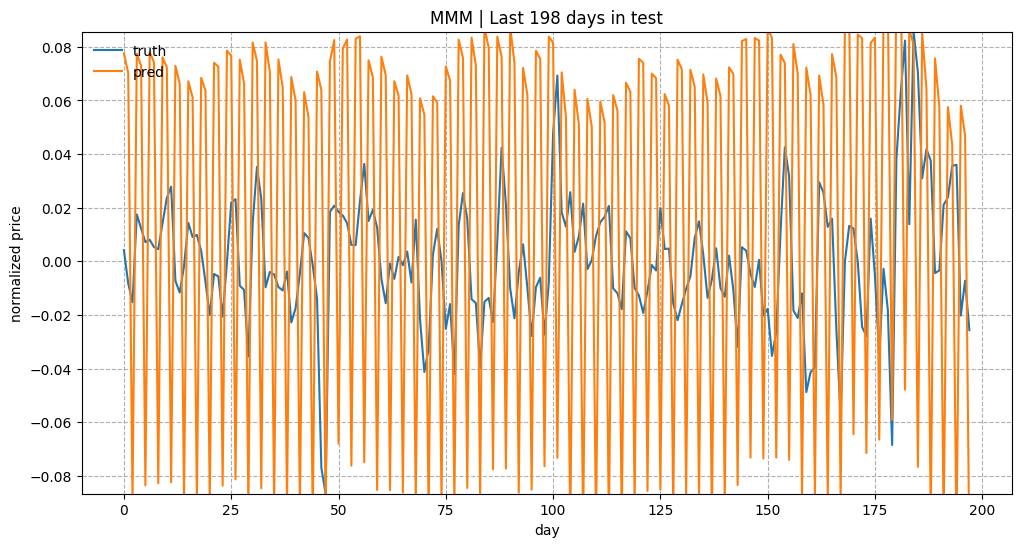 MMM | Last 198 days in test
truth
pred
normalized price
0.08
0.06
0.04
0.02
0.00
−0.02
−0.04
−0.06
−0.08
0 25 50 75 100 125 150 175 200
day